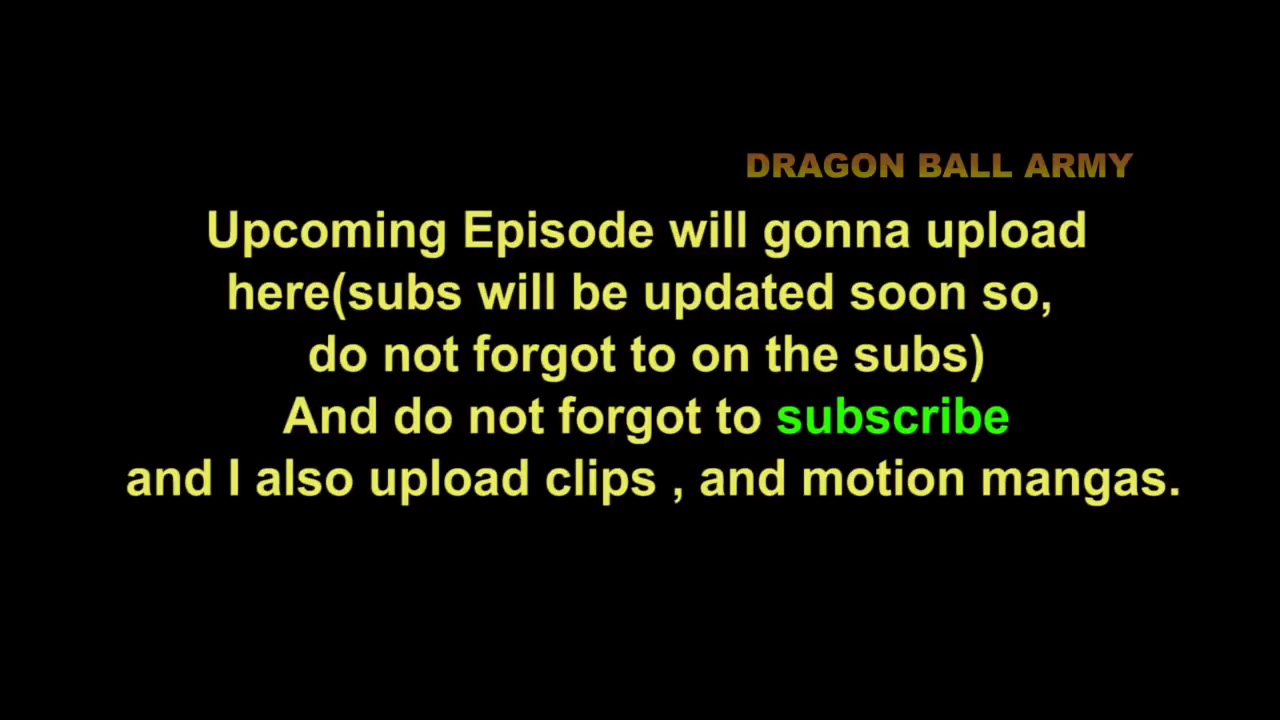 DRAGON BALL ARMY
Upcoming Episode will gonna upload
here(subs will be updated soon so,
do not forgot to on the subs)
And do not forgot to subscribe
and I also upload clips , and motion mangas.